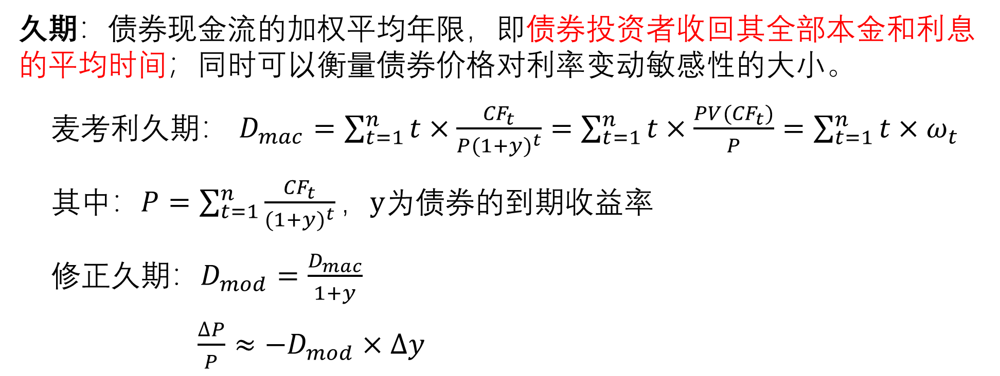 久期：债券现金流的加权平均年限，即债券投资者收回其全部本金和利息
的平均时间；同时可以衡量债券价格对利率变动敏感性的大小。
麦考利久期： $D_{mac} = \sum_{t=1}^{n} t \times \frac{CF_t}{P(1+y)^t} = \sum_{t=1}^{n} t \times \frac{PV(CF_t)}{P} = \sum_{t=1}^{n} t \times \omega_t$
其中：$P = \sum_{t=1}^{n} \frac{CF_t}{(1+y)^t}$，y为债券的到期收益率
修正久期：$D_{mod} = \frac{D_{mac}}{1+y}$
$\frac{\Delta P}{P} \approx -D_{mod} \times \Delta y$